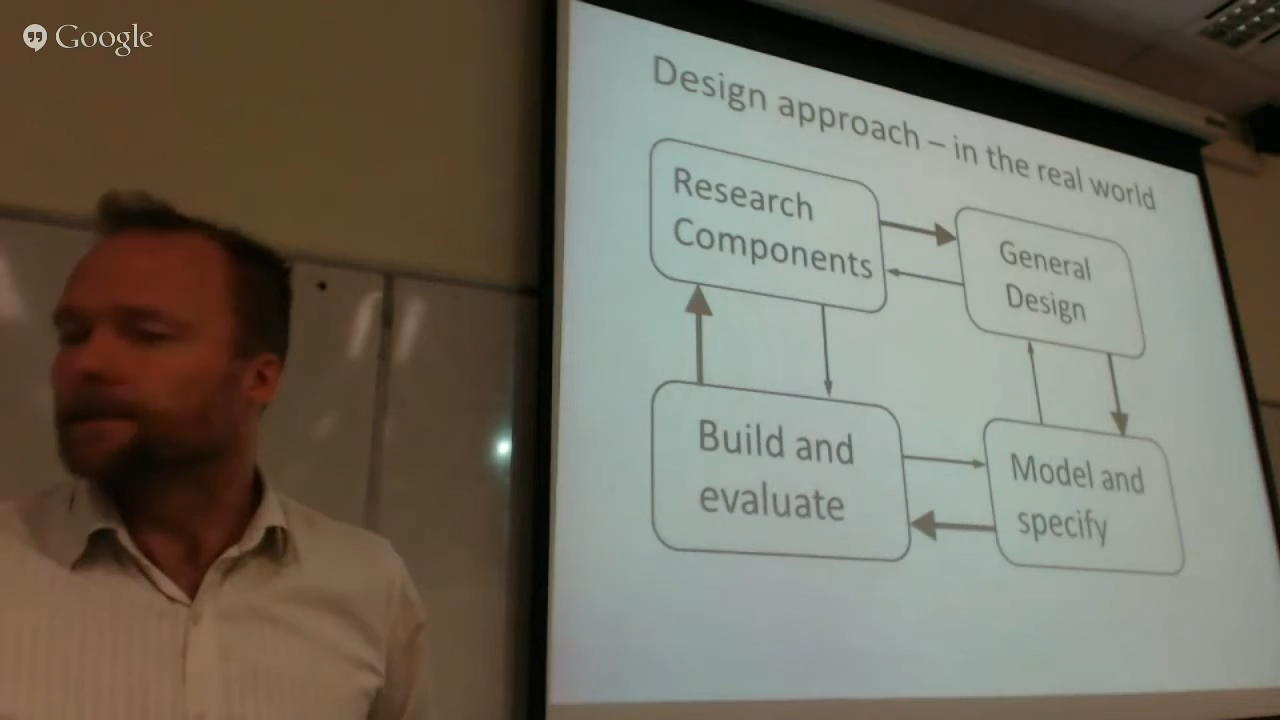 Google
Design approach – in the real world
Research
Components
General
Design
Build and
evaluate
Model and
specify